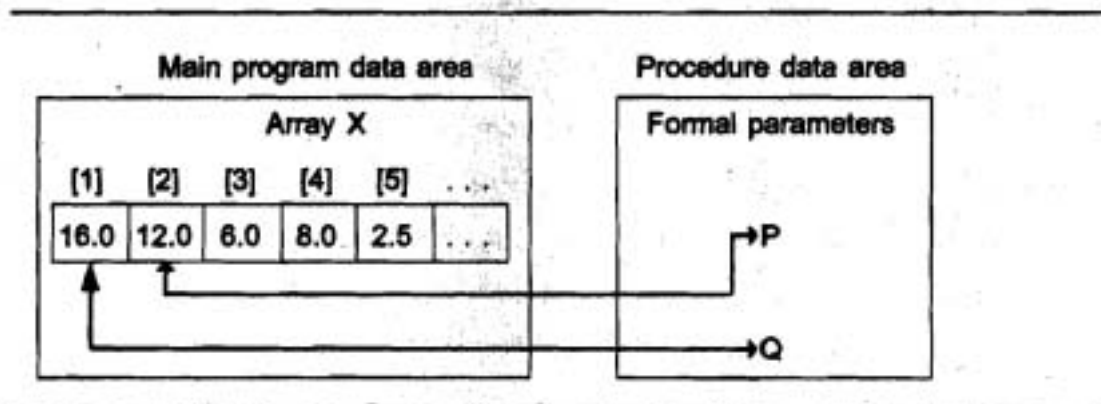 Main program data area Procedure data area
Array X Formal parameters
[1] [2] [3] [4] [5] ...
16.0 12.0 6.0 8.0 2.5 ...
P
Q